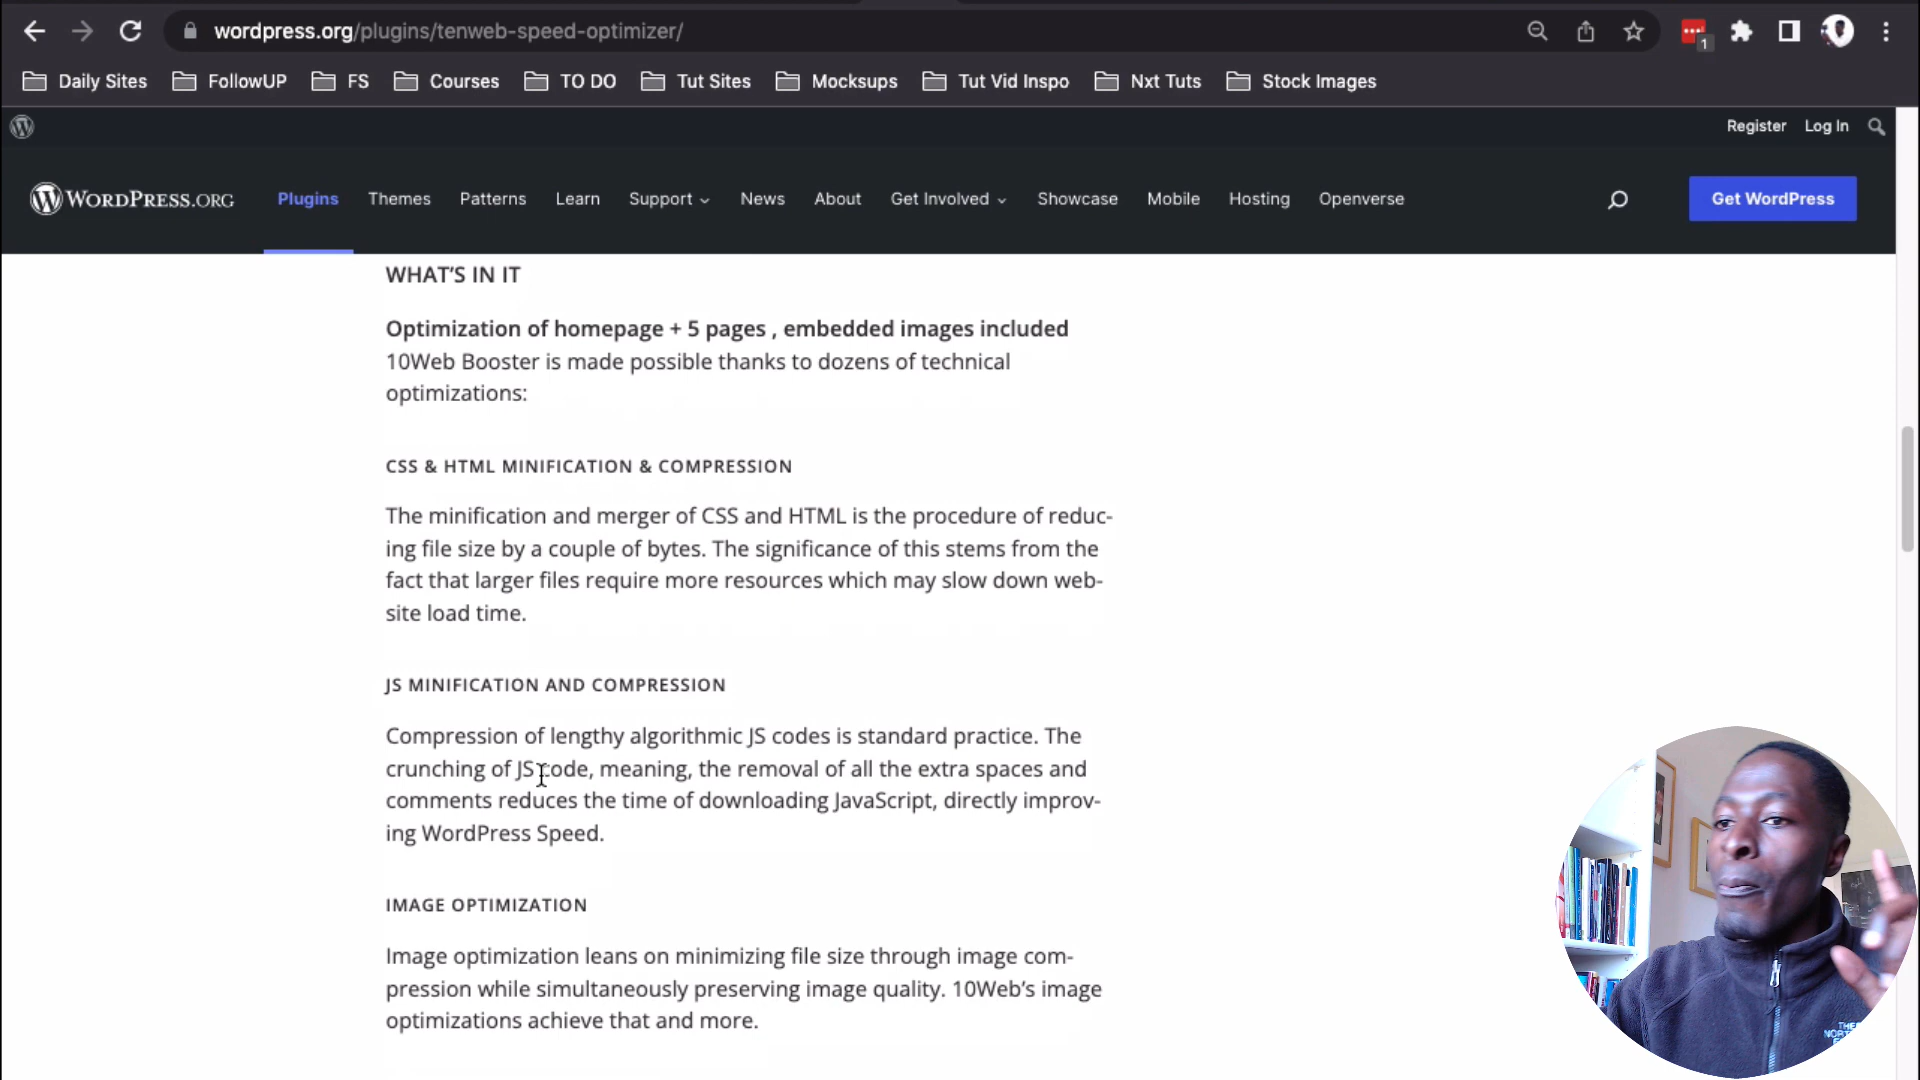 wordpress.org/plugins/tenweb-speed-optimizer/
1
Daily Sites
FollowUP
FS
Courses
TO DO
Tut Sites
Mocksups
Tut Vid Inspo
Nxt Tuts
Stock Images
Register
Log In
WORDPRESS.ORG
Plugins
Themes
Patterns
Learn
Support
News
About
Get Involved
Showcase
Mobile
Hosting
Openverse
Get WordPress
WHAT'S IN IT
Optimization of homepage + 5 pages , embedded images included
10Web Booster is made possible thanks to dozens of technical
optimizations:
CSS & HTML MINIFICATION & COMPRESSION
The minification and merger of CSS and HTML is the procedure of reduc-
ing file size by a couple of bytes. The significance of this stems from the
fact that larger files require more resources which may slow down web-
site load time.
JS MINIFICATION AND COMPRESSION
Compression of lengthy algorithmic JS codes is standard practice. The
crunching of JS code, meaning, the removal of all the extra spaces and
comments reduces the time of downloading JavaScript, directly improv-
ing WordPress Speed.
IMAGE OPTIMIZATION
Image optimization leans on minimizing file size through image com-
pression while simultaneously preserving image quality. 10Web's image
optimizations achieve that and more.